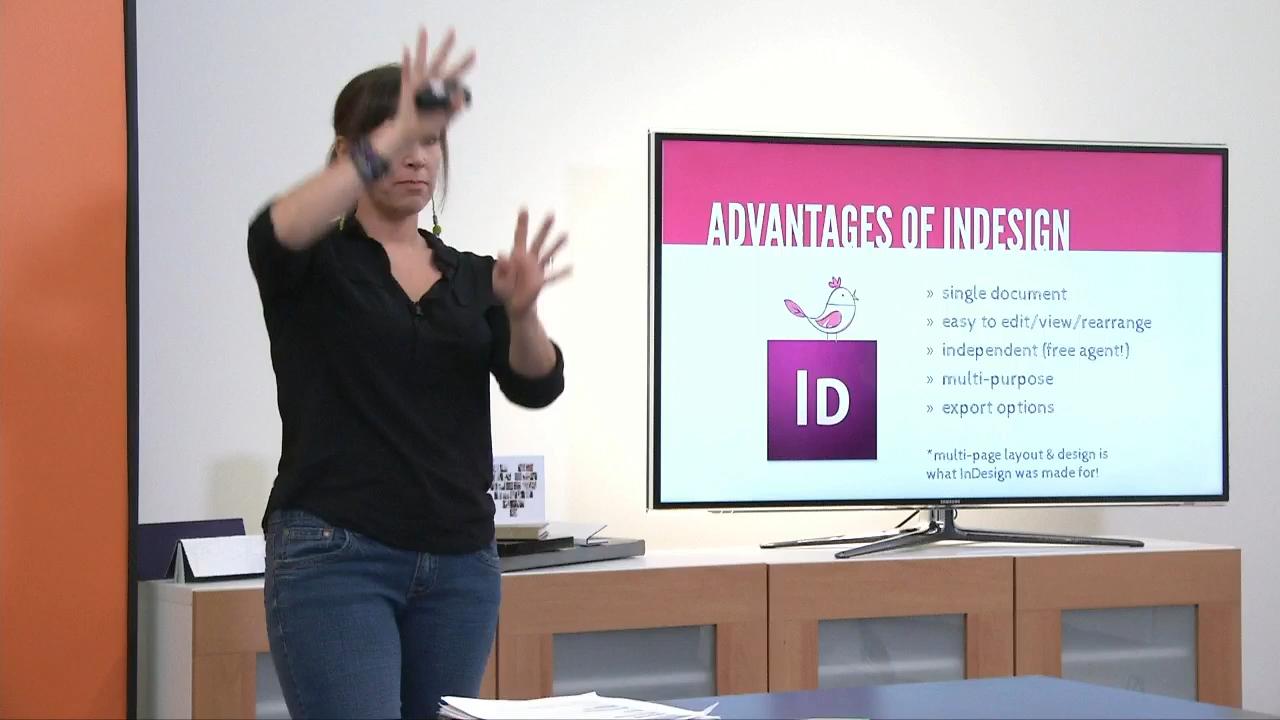 ADVANTAGES OF INDESIGN
» single document
» easy to edit/view/rearrange
» independent (free agent!)
» multi-purpose
» export options
ID
*multi-page layout & design is
what InDesign was made for!
SAMSUNG